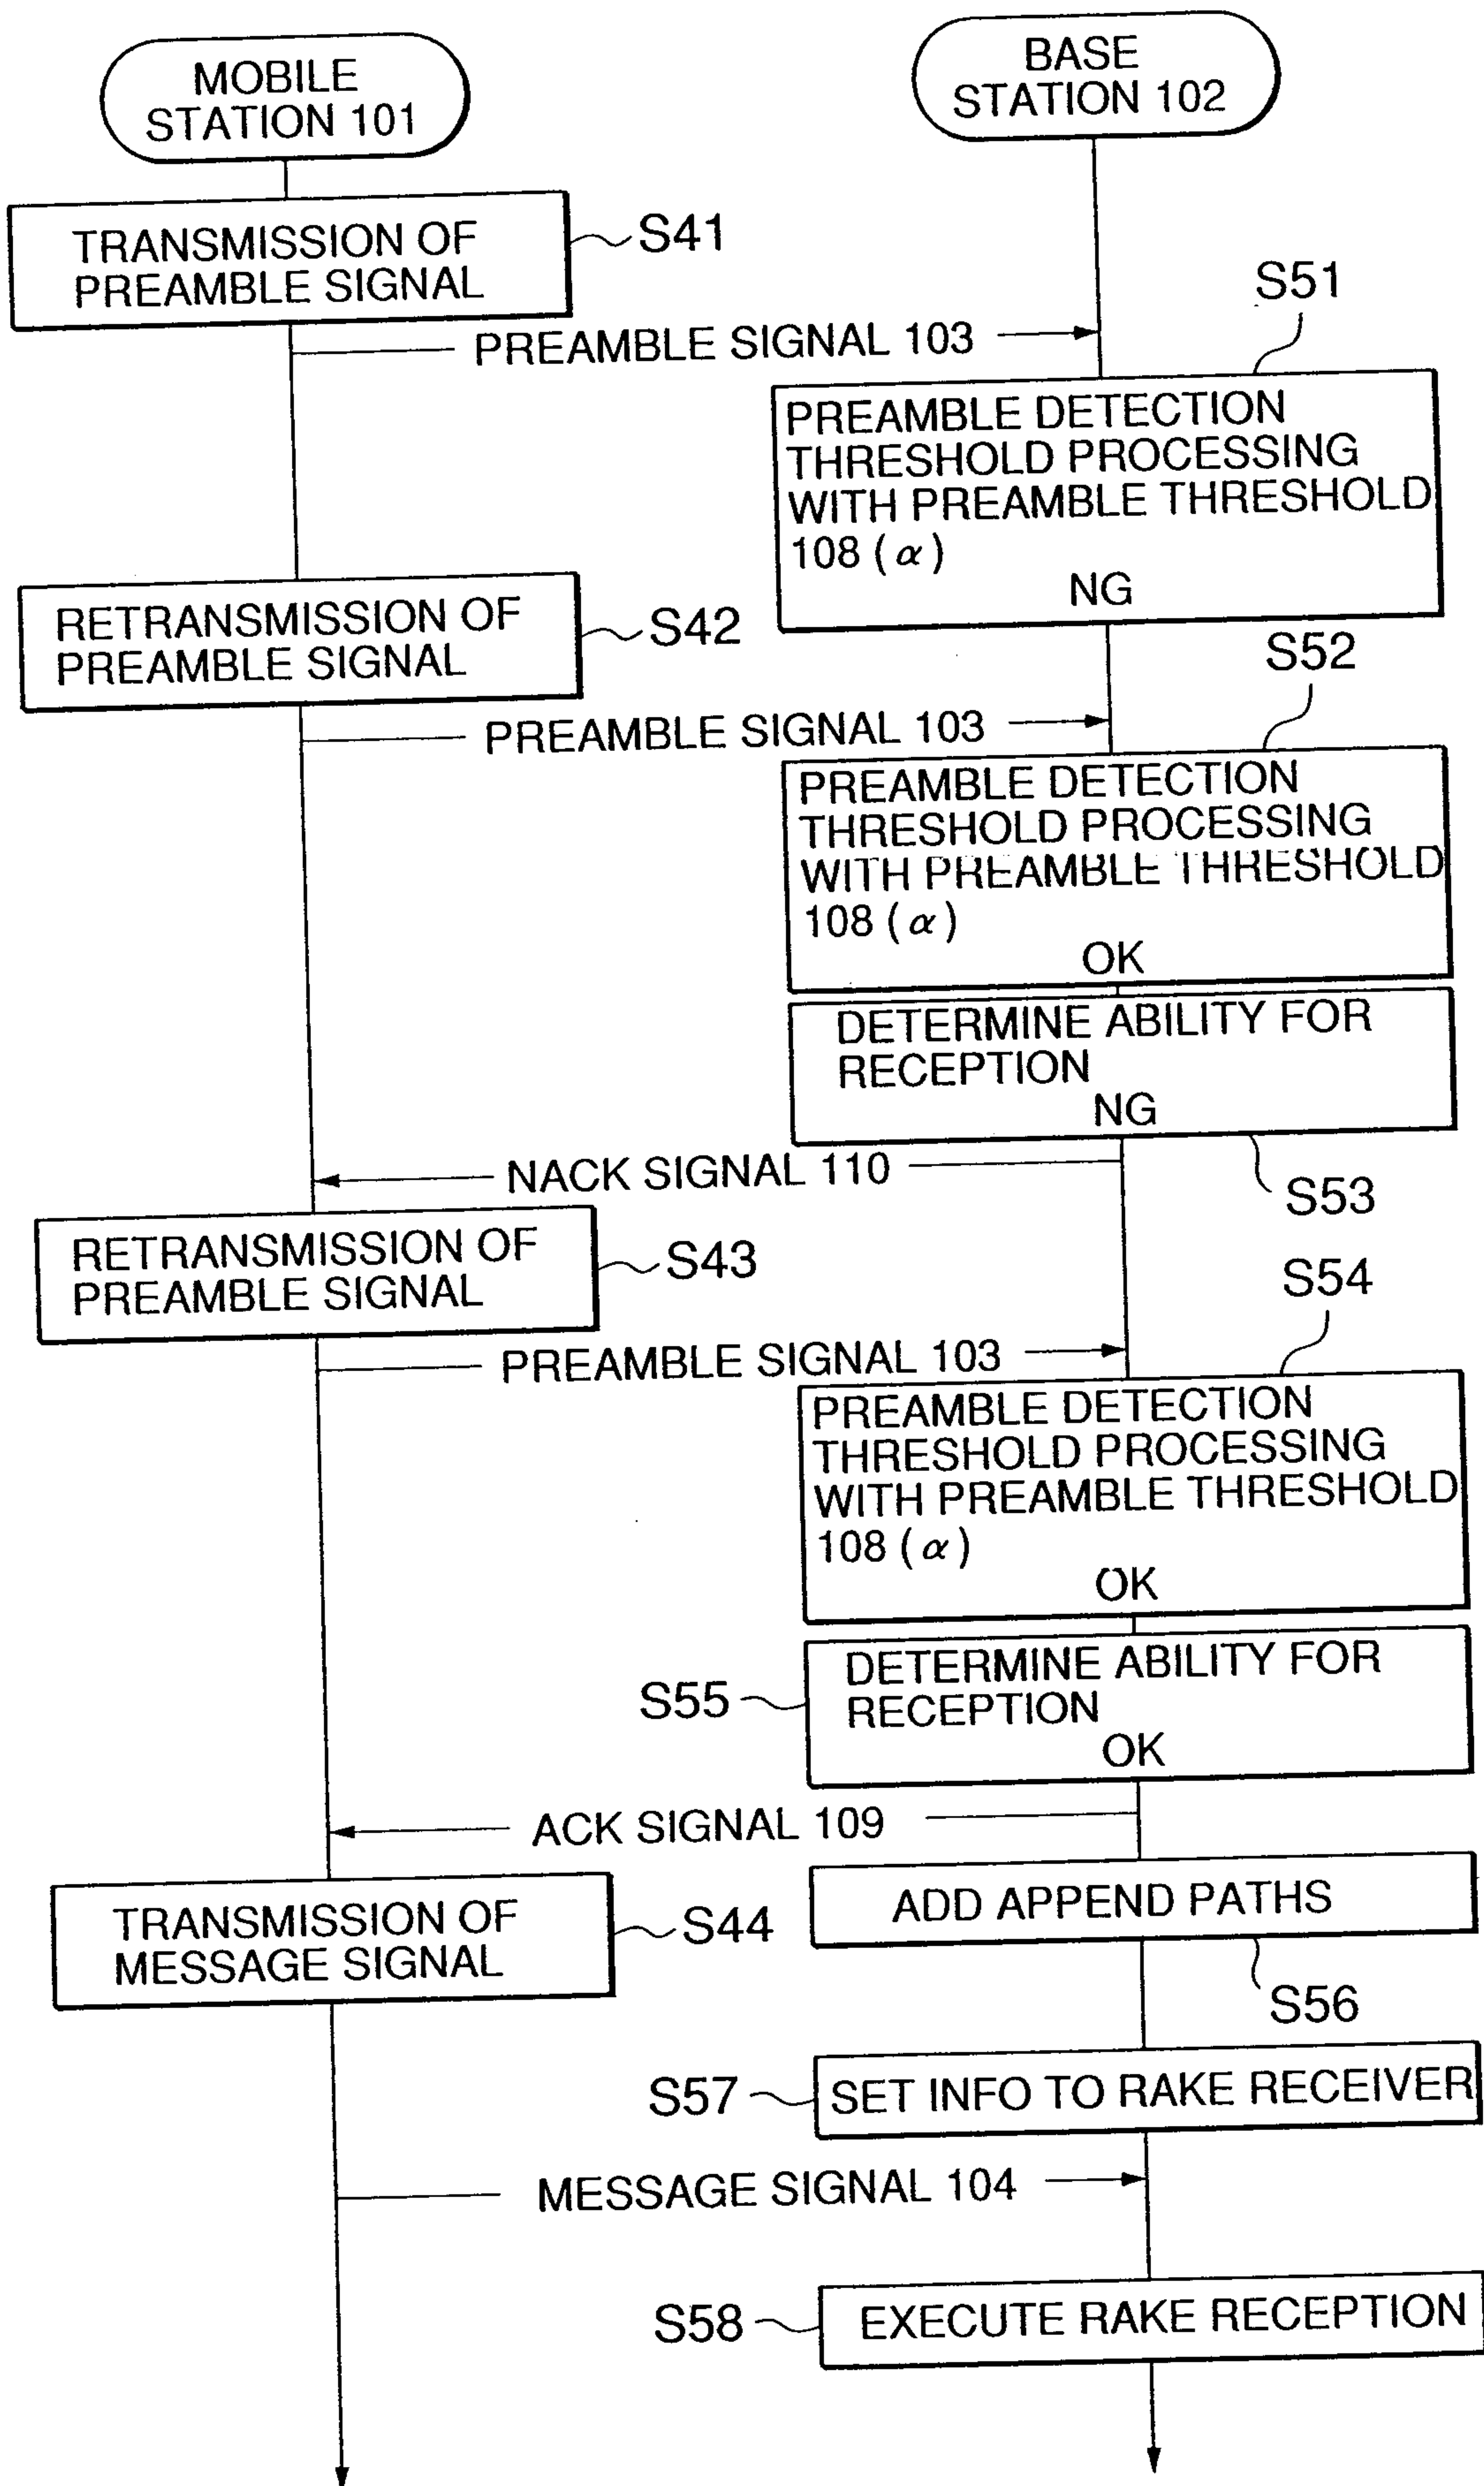 MOBILE
STATION 101
BASE
STATION 102
TRANSMISSION OF
PREAMBLE SIGNAL
S41
PREAMBLE SIGNAL 103
S51
PREAMBLE DETECTION
THRESHOLD PROCESSING
WITH PREAMBLE THRESHOLD
108 (α)
NG
RETRANSMISSION OF
PREAMBLE SIGNAL
S42
PREAMBLE SIGNAL 103
S52
PREAMBLE DETECTION
THRESHOLD PROCESSING
WITH PREAMBLE THRESHOLD
108 (α)
OK
DETERMINE ABILITY FOR
RECEPTION
NG
S53
NACK SIGNAL 110
RETRANSMISSION OF
PREAMBLE SIGNAL
S43
PREAMBLE SIGNAL 103
S54
PREAMBLE DETECTION
THRESHOLD PROCESSING
WITH PREAMBLE THRESHOLD
108 (α)
OK
S55
DETERMINE ABILITY FOR
RECEPTION
OK
ACK SIGNAL 109
TRANSMISSION OF
MESSAGE SIGNAL
S44
ADD APPEND PATHS
S56
S57
SET INFO TO RAKE RECEIVER
MESSAGE SIGNAL 104
S58
EXECUTE RAKE RECEPTION